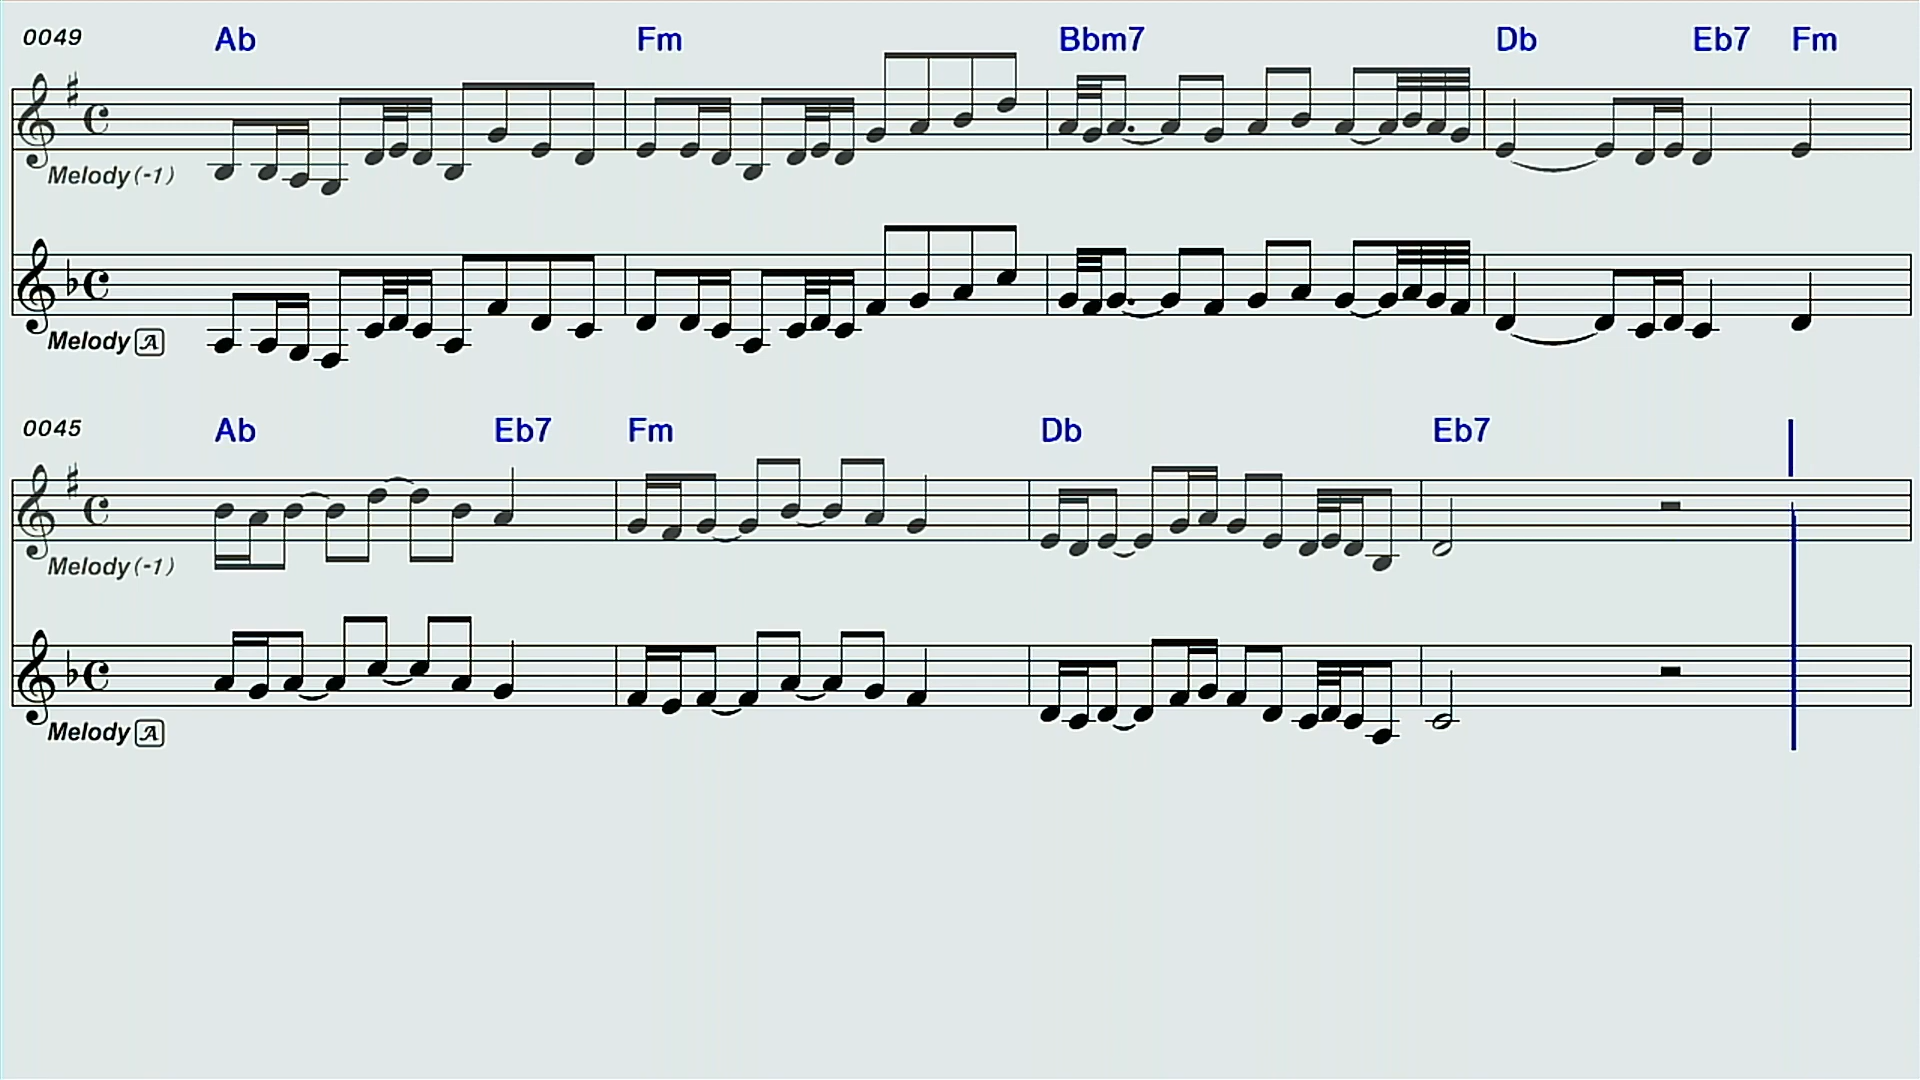 0049 Ab Fm Bbm7 Db Eb7 Fm
Melody(-1)
Melody A
0045 Ab Eb7 Fm Db Eb7
Melody(-1)
Melody A